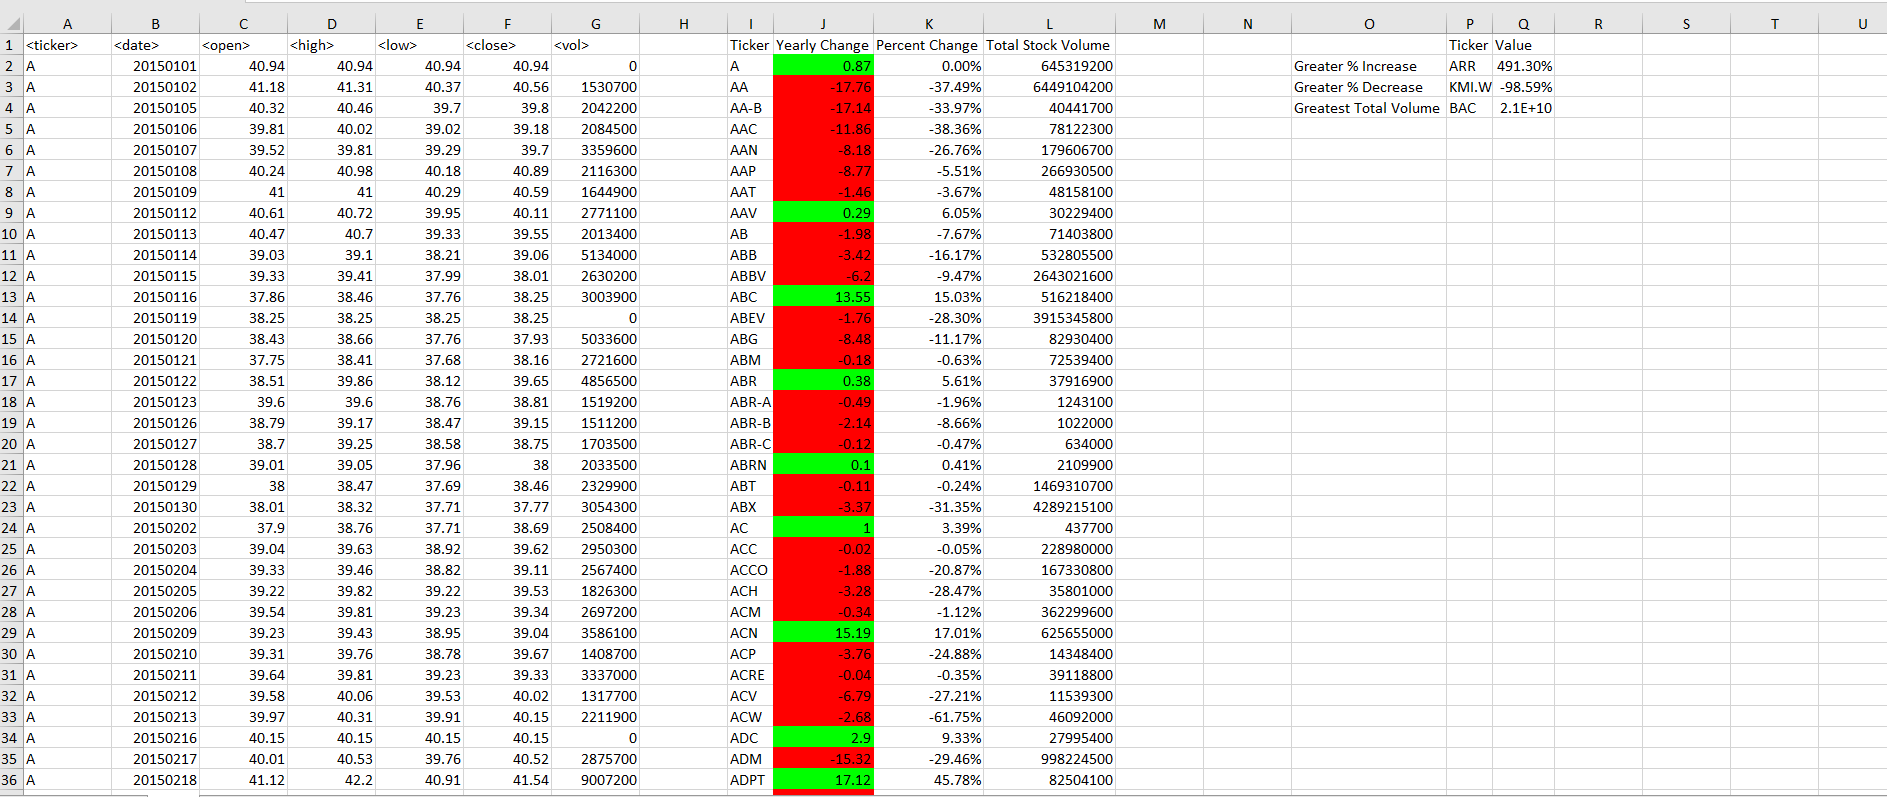 A B C D E F G H I J K L M N O P Q R S T U
1 <ticker> <date> <open> <high> <low> <close> <vol> Ticker Yearly Change Percent Change Total Stock Volume Ticker Value
2 A 20150101 40.94 40.94 40.94 40.94 0 A 0.87 0.00% 645319200 Greater % Increase ARR 491.30%
3 A 20150102 41.18 41.31 40.37 40.56 1530700 AA -17.76 -37.49% 6449104200 Greater % Decrease KMI.W -98.59%
4 A 20150105 40.32 40.46 39.7 39.8 2042200 AA-B -17.14 -33.97% 40441700 Greatest Total Volume BAC 2.1E+10
5 A 20150106 39.81 40.02 39.02 39.18 2084500 AAC -11.86 -38.36% 78122300
6 A 20150107 39.52 39.81 39.29 39.7 3359600 AAN -8.18 -26.76% 179606700
7 A 20150108 40.24 40.98 40.18 40.89 2116300 AAP -8.77 -5.51% 266930500
8 A 20150109 41 41 40.29 40.59 1644900 AAT -1.46 -3.67% 48158100
9 A 20150112 40.61 40.72 39.95 40.11 2771100 AAV 0.29 6.05% 30229400
10 A 20150113 40.47 40.7 39.33 39.55 2013400 AB -1.98 -7.67% 71403800
11 A 20150114 39.03 39.1 38.21 39.06 5134000 ABB -3.42 -16.17% 532805500
12 A 20150115 39.33 39.41 37.99 38.01 2630200 ABBV -6.2 -9.47% 2643021600
13 A 20150116 37.86 38.46 37.76 38.25 3003900 ABC 13.55 15.03% 516218400
14 A 20150119 38.25 38.25 38.25 38.25 0 ABEV -1.76 -28.30% 3915345800
15 A 20150120 38.43 38.66 37.76 37.93 5033600 ABG -8.48 -11.17% 82930400
16 A 20150121 37.75 38.41 37.68 38.16 2721600 ABM -0.18 -0.63% 72539400
17 A 20150122 38.51 39.86 38.12 39.65 4856500 ABR 0.38 5.61% 37916900
18 A 20150123 39.6 39.6 38.76 38.81 1519200 ABR-A -0.49 -1.96% 1243100
19 A 20150126 38.79 39.17 38.47 39.15 1511200 ABR-B -2.14 -8.66% 1022000
20 A 20150127 38.7 39.25 38.58 38.75 1703500 ABR-C -0.12 -0.47% 634000
21 A 20150128 39.01 39.05 37.96 38 2033500 ABRN 0.1 0.41% 2109900
22 A 20150129 38 38.47 37.69 38.46 2329900 ABT -0.11 -0.24% 1469310700
23 A 20150130 38.01 38.32 37.71 37.77 3054300 ABX -3.37 -31.35% 4289215100
24 A 20150202 37.9 38.76 37.71 38.69 2508400 AC 1 3.39% 437700
25 A 20150203 39.04 39.63 38.92 39.62 2950300 ACC -0.02 -0.05% 228980000
26 A 20150204 39.33 39.46 38.82 39.11 2567400 ACCO -1.88 -20.87% 167330800
27 A 20150205 39.22 39.82 39.22 39.53 1826300 ACH -3.28 -28.47% 35801000
28 A 20150206 39.54 39.81 39.23 39.34 2697200 ACM -0.34 -1.12% 362299600
29 A 20150209 39.23 39.43 38.95 39.04 3586100 ACN 15.19 17.01% 625655000
30 A 20150210 39.31 39.76 38.78 39.67 1408700 ACP -3.76 -24.88% 14348400
31 A 20150211 39.64 39.81 39.23 39.33 3337000 ACRE -0.04 -0.35% 39118800
32 A 20150212 39.58 40.06 39.53 40.02 1317700 ACV -6.79 -27.21% 11539300
33 A 20150213 39.97 40.31 39.91 40.15 2211900 ACW -2.68 -61.75% 46092000
34 A 20150216 40.15 40.15 40.15 40.15 0 ADC 2.9 9.33% 27995400
35 A 20150217 40.01 40.53 39.76 40.52 2875700 ADM -15.32 -29.46% 998224500
36 A 20150218 41.12 42.2 40.91 41.54 9007200 ADPT 17.12 45.78% 82504100